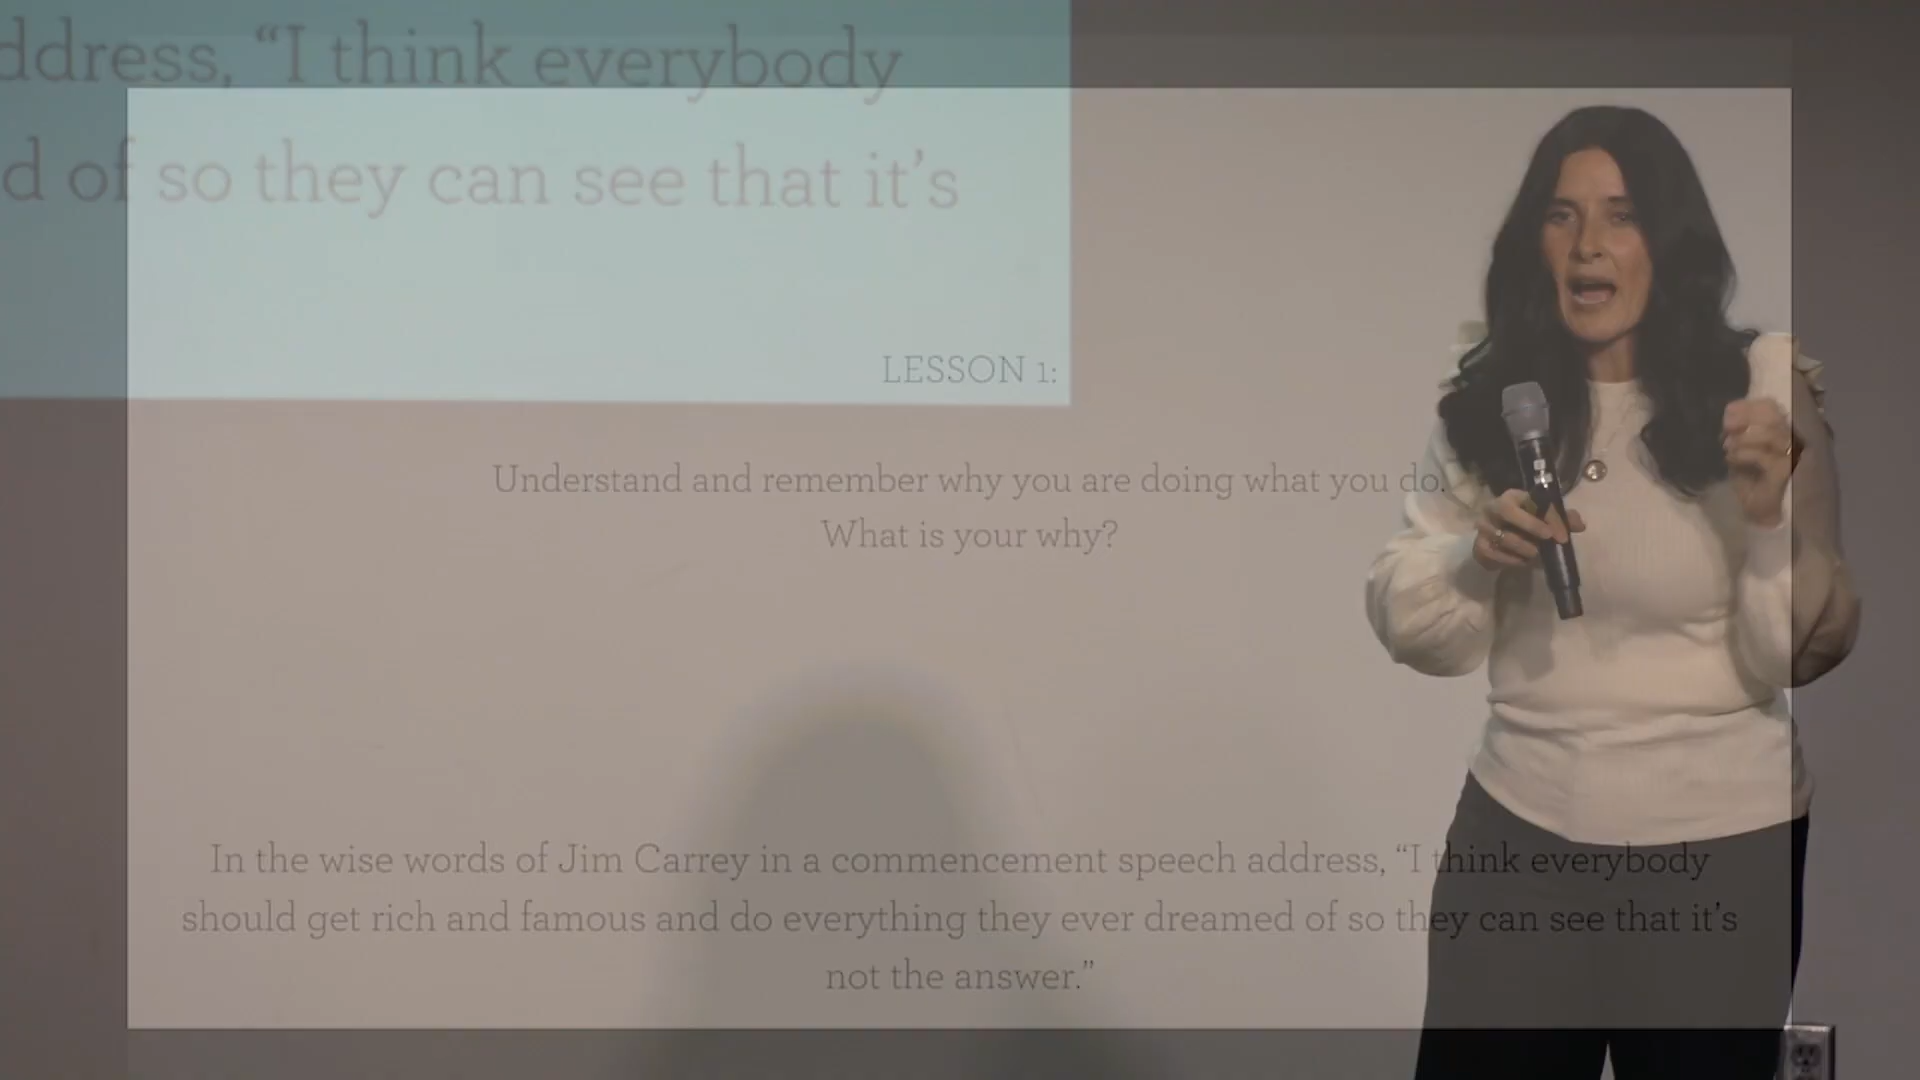 ddress, “I think everybody
d of so they can see that it’s
LESSON 1:
Understand and remember why you are doing what you do.
What is your why?
In the wise words of Jim Carrey in a commencement speech address, “I think everybody
should get rich and famous and do everything they ever dreamed of so they can see that it’s
not the answer.”